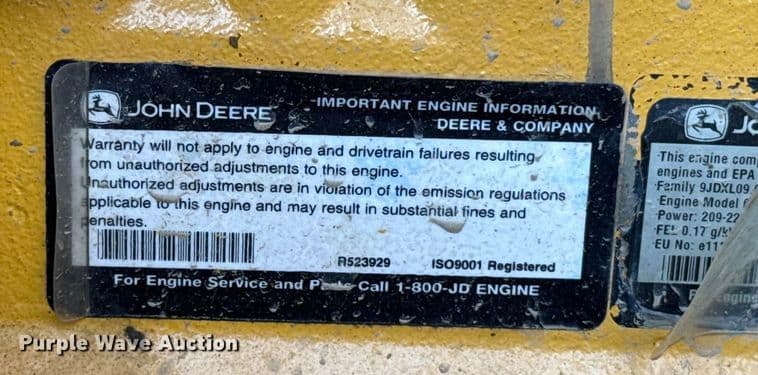 JOHN DEERE
IMPORTANT ENGINE INFORMATION
DEERE & COMPANY
Warranty will not apply to engine and drivetrain failures resulting
from unauthorized adjustments to this engine.
Unauthorized adjustments are in violation of the emission regulations
applicable to this engine and may result in substantial fines and
penalties.
R523929 ISO9001 Registered
For Engine Service and Call 1-800-JD ENGINE
This engine
engines and EPA
Family 9JDXL09
Engine Model
Power: 209-22
FEL 0.17
EU No:
Purple Wave Auction